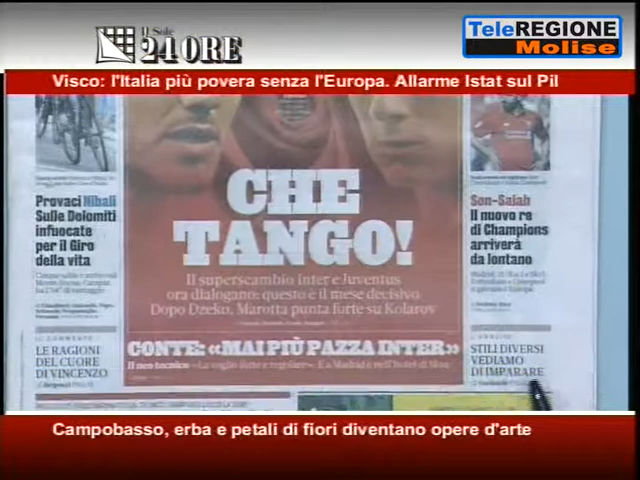 Il Sole
24 ORE
TeleREGIONE
Molise
Visco: l'Italia più povera senza l'Europa. Allarme Istat sul Pil
CHE
TANGO!
Il superscambio Inter e Juventus
ora dialogano: questo è il mese decisivo
Dopo Dzeko, Marotta punta forte su Kolarov
CONTE: «MAI PIÙ PAZZA INTER»
Provaci Nibali
Sulle Dolomiti
infuocate
per il Giro
della vita
LE RAGIONI
DEL CUORE
DI VINCENZO
Son-Salah
Il nuovo re
di Champions
arriverà
da lontano
STILI DIVERSI
VEDIAMO
DI IMPARARE
Campobasso, erba e petali di fiori diventano opere d'arte